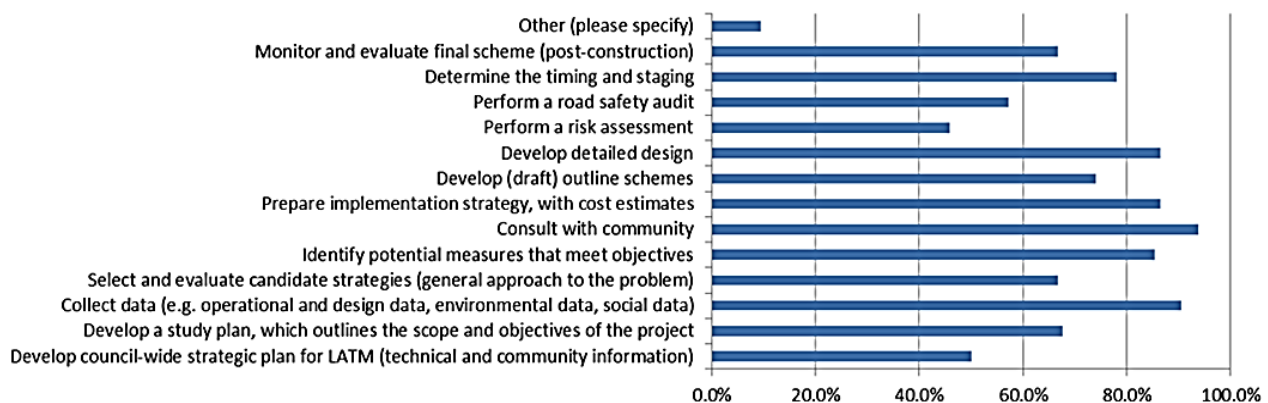 Other (please specify)
Monitor and evaluate final scheme (post-construction)
Determine the timing and staging
Perform a road safety audit
Perform a risk assessment
Develop detailed design
Develop (draft) outline schemes
Prepare implementation strategy, with cost estimates
Consult with community
Identify potential measures that meet objectives
Select and evaluate candidate strategies (general approach to the problem)
Collect data (e.g. operational and design data, environmental data, social data)
Develop a study plan, which outlines the scope and objectives of the project
Develop council-wide strategic plan for LATM (technical and community information)
0.0% 20.0% 40.0% 60.0% 80.0% 100.0%